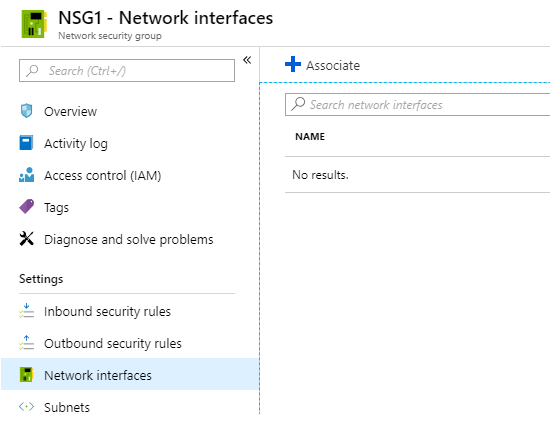 NSG1 - Network interfaces
Network security group
Search (Ctrl+/)
«
Overview
Activity log
Access control (IAM)
Tags
Diagnose and solve problems
Settings
Inbound security rules
Outbound security rules
Network interfaces
Subnets
Associate
Search network interfaces
NAME
No results.